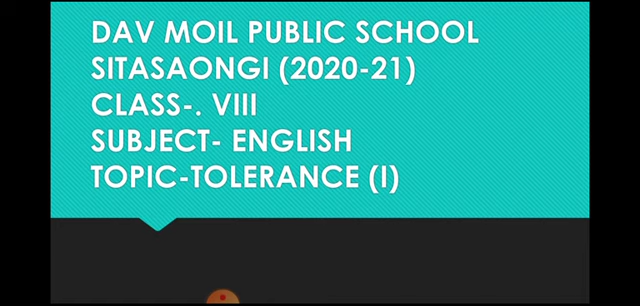 DAV MOIL PUBLIC SCHOOL
SITASAONGI (2020-21)
CLASS-. VIII
SUBJECT- ENGLISH
TOPIC-TOLERANCE (I)